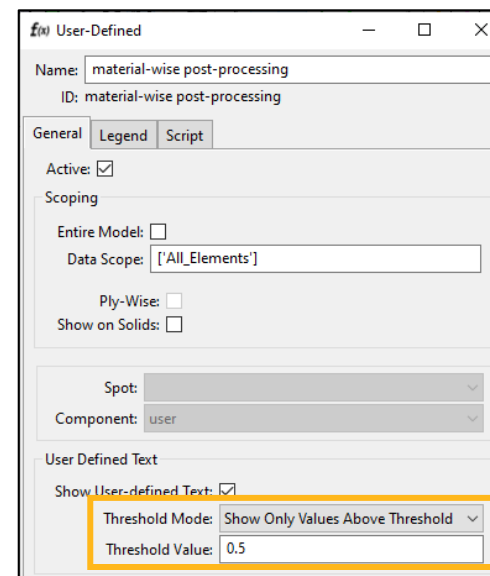 f(x) User-Defined
Name: material-wise post-processing
ID: material-wise post-processing
General Legend Script
Active:
Scoping
Entire Model:
Data Scope: ['All_Elements']
Ply-Wise:
Show on Solids:
Spot:
Component: user
User Defined Text
Show User-defined Text:
Threshold Mode: Show Only Values Above Threshold
Threshold Value: 0.5